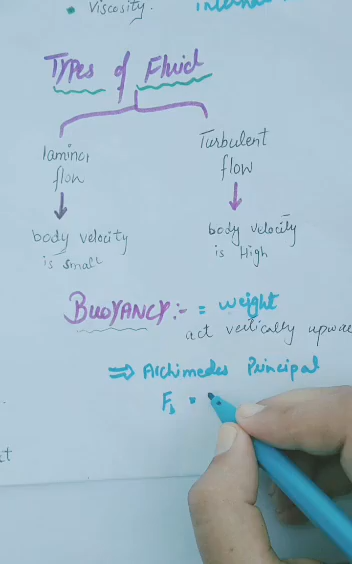 • Viscosity.
Types of Fluid
laminar
flow
Turbulent
flow
body velocity
is small
body velocity
is High
BUOYANCY:- = weight
act vertically upwar
⇒ Archimedes Principal
Fb =